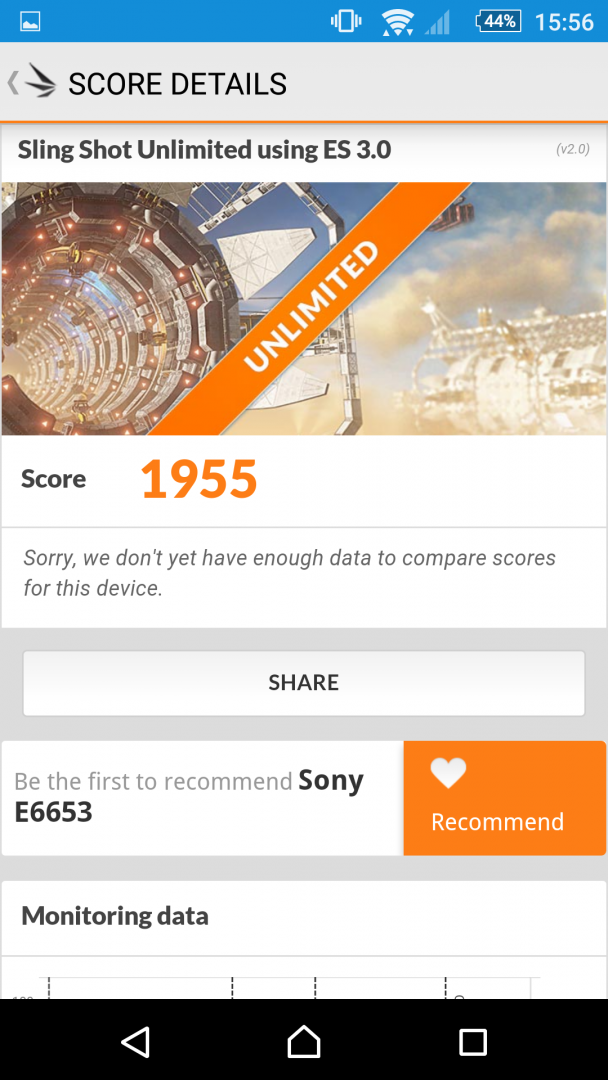 44%
15:56
SCORE DETAILS
Sling Shot Unlimited using ES 3.0
(v2.0)
UNLIMITED
Score
1955
Sorry, we don't yet have enough data to compare scores
for this device.
SHARE
Be the first to recommend Sony
E6653
Recommend
Monitoring data